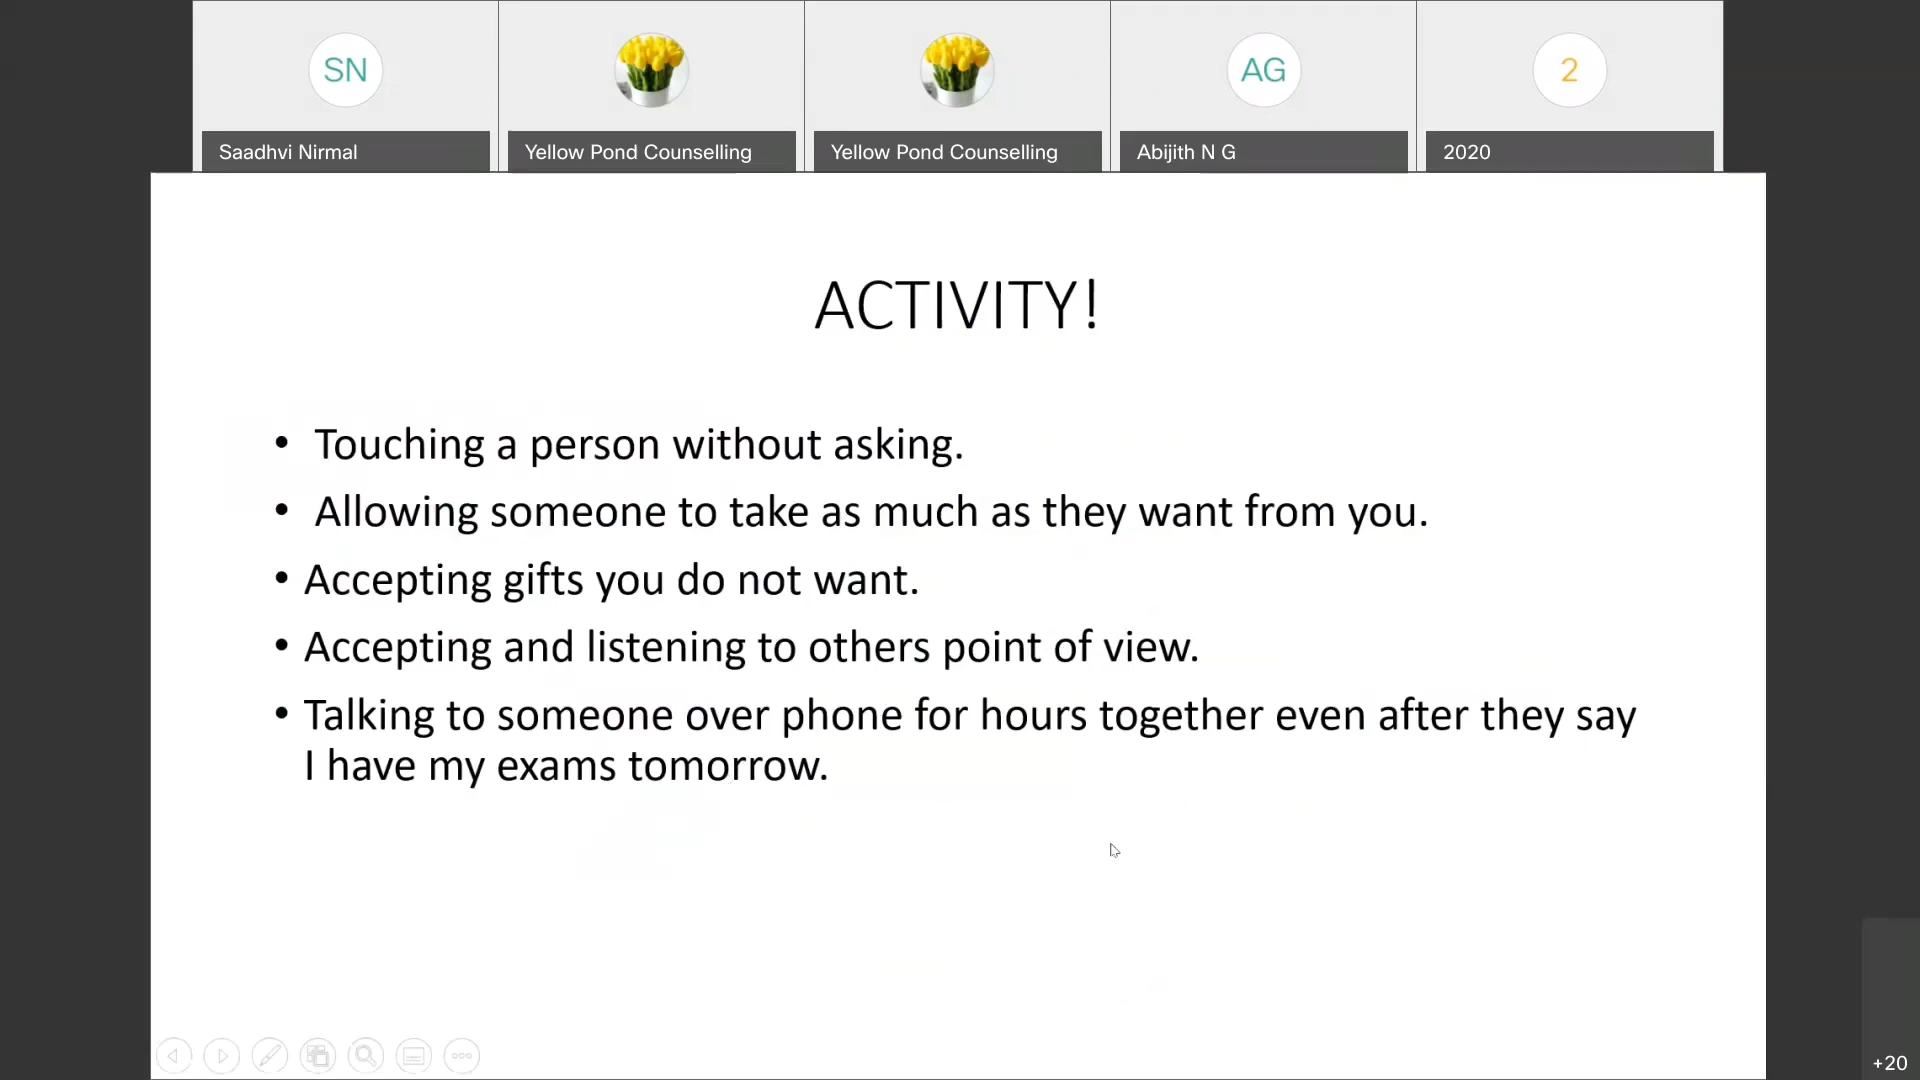 SN
AG
2
Saadhvi Nirmal
Yellow Pond Counselling
Yellow Pond Counselling
Abijith N G
2020
ACTIVITY!
• Touching a person without asking.
• Allowing someone to take as much as they want from you.
• Accepting gifts you do not want.
• Accepting and listening to others point of view.
• Talking to someone over phone for hours together even after they say
I have my exams tomorrow.
+20